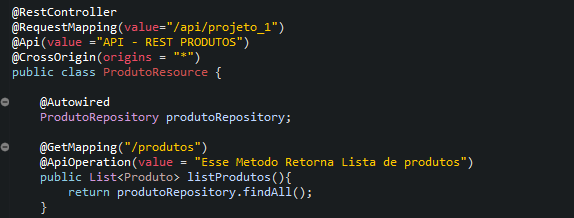 @RestController
@RequestMapping(value="/api/projeto_1")
@Api(value ="API - REST PRODUTOS")
@CrossOrigin(origins = "*")
public class ProdutoResource {
@Autowired
ProdutoRepository produtoRepository;
@GetMapping("/produtos")
@ApiOperation(value = "Esse Metodo Retorna Lista de produtos")
public List<Produto> listProdutos(){
return produtoRepository.findAll();
}